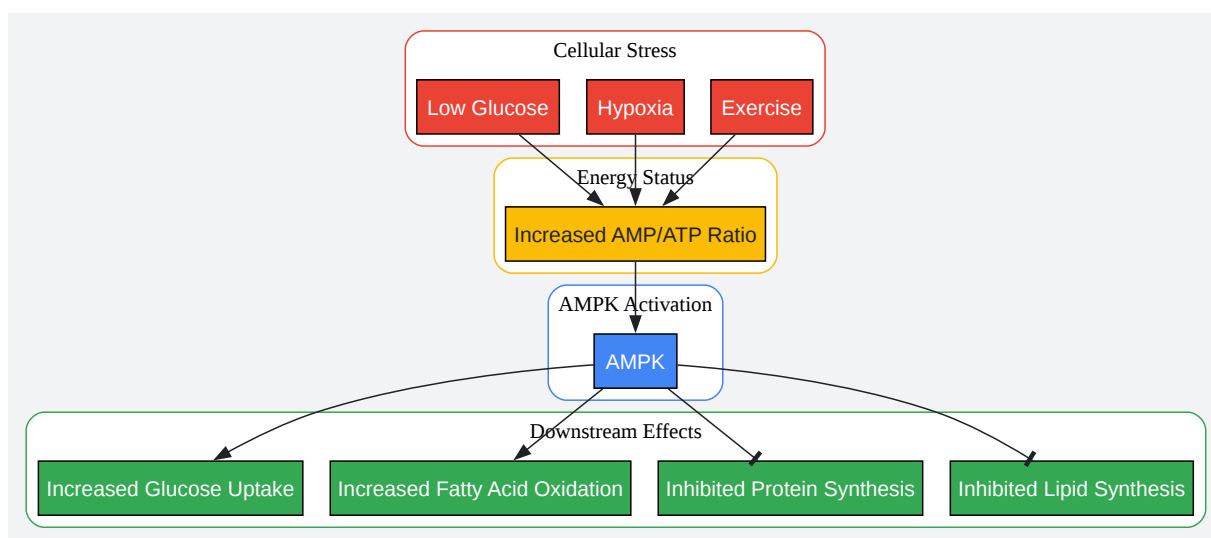 Cellular Stress
Low Glucose
Hypoxia
Exercise
Energy Status
Increased AMP/ATP Ratio
AMPK Activation
AMPK
Downstream Effects
Increased Glucose Uptake
Increased Fatty Acid Oxidation
Inhibited Protein Synthesis
Inhibited Lipid Synthesis